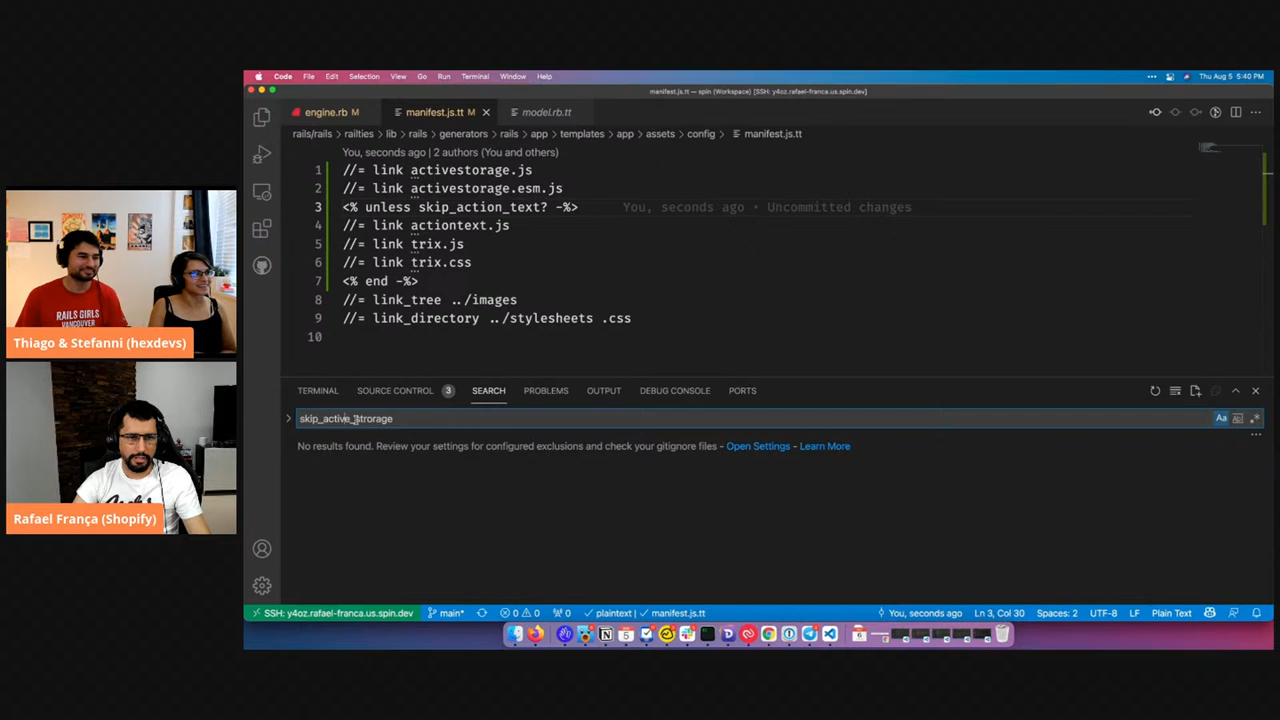 Code File Edit Selection View Go Run Terminal Window Help
Thu Aug 5 5:40 PM
manifest.js.tt — spin (Workspace) [SSH: y4oz.rafael-franca.us.spin.dev]
engine.rb M
manifest.js.tt M
model.rb.tt
rails/rails > railties > lib > rails > generators > rails > app > templates > app > assets > config > manifest.js.tt
You, seconds ago | 2 authors (You and others)
1 //= link activestorage.js
2 //= link activestorage.esm.js
3 <% unless skip_action_text? -%> You, seconds ago • Uncommitted changes
4 //= link actiontext.js
5 //= link trix.js
6 //= link trix.css
7 <% end -%>
8 //= link_tree ../images
9 //= link_directory ../stylesheets .css
10
TERMINAL SOURCE CONTROL 3 SEARCH PROBLEMS OUTPUT DEBUG CONSOLE PORTS
skip_active_strorage
Aa
No results found. Review your settings for configured exclusions and check your gitignore files - Open Settings - Learn More
RAILS GIRLS
VANCOUVER
Thiago & Stefanni (hexdevs)
Rafael França (Shopify)
SSH: y4oz.rafael-franca.us.spin.dev main* 0 0 0 plaintext manifest.js.tt You, seconds ago Ln 3, Col 30 Spaces: 2 UTF-8 LF Plain Text